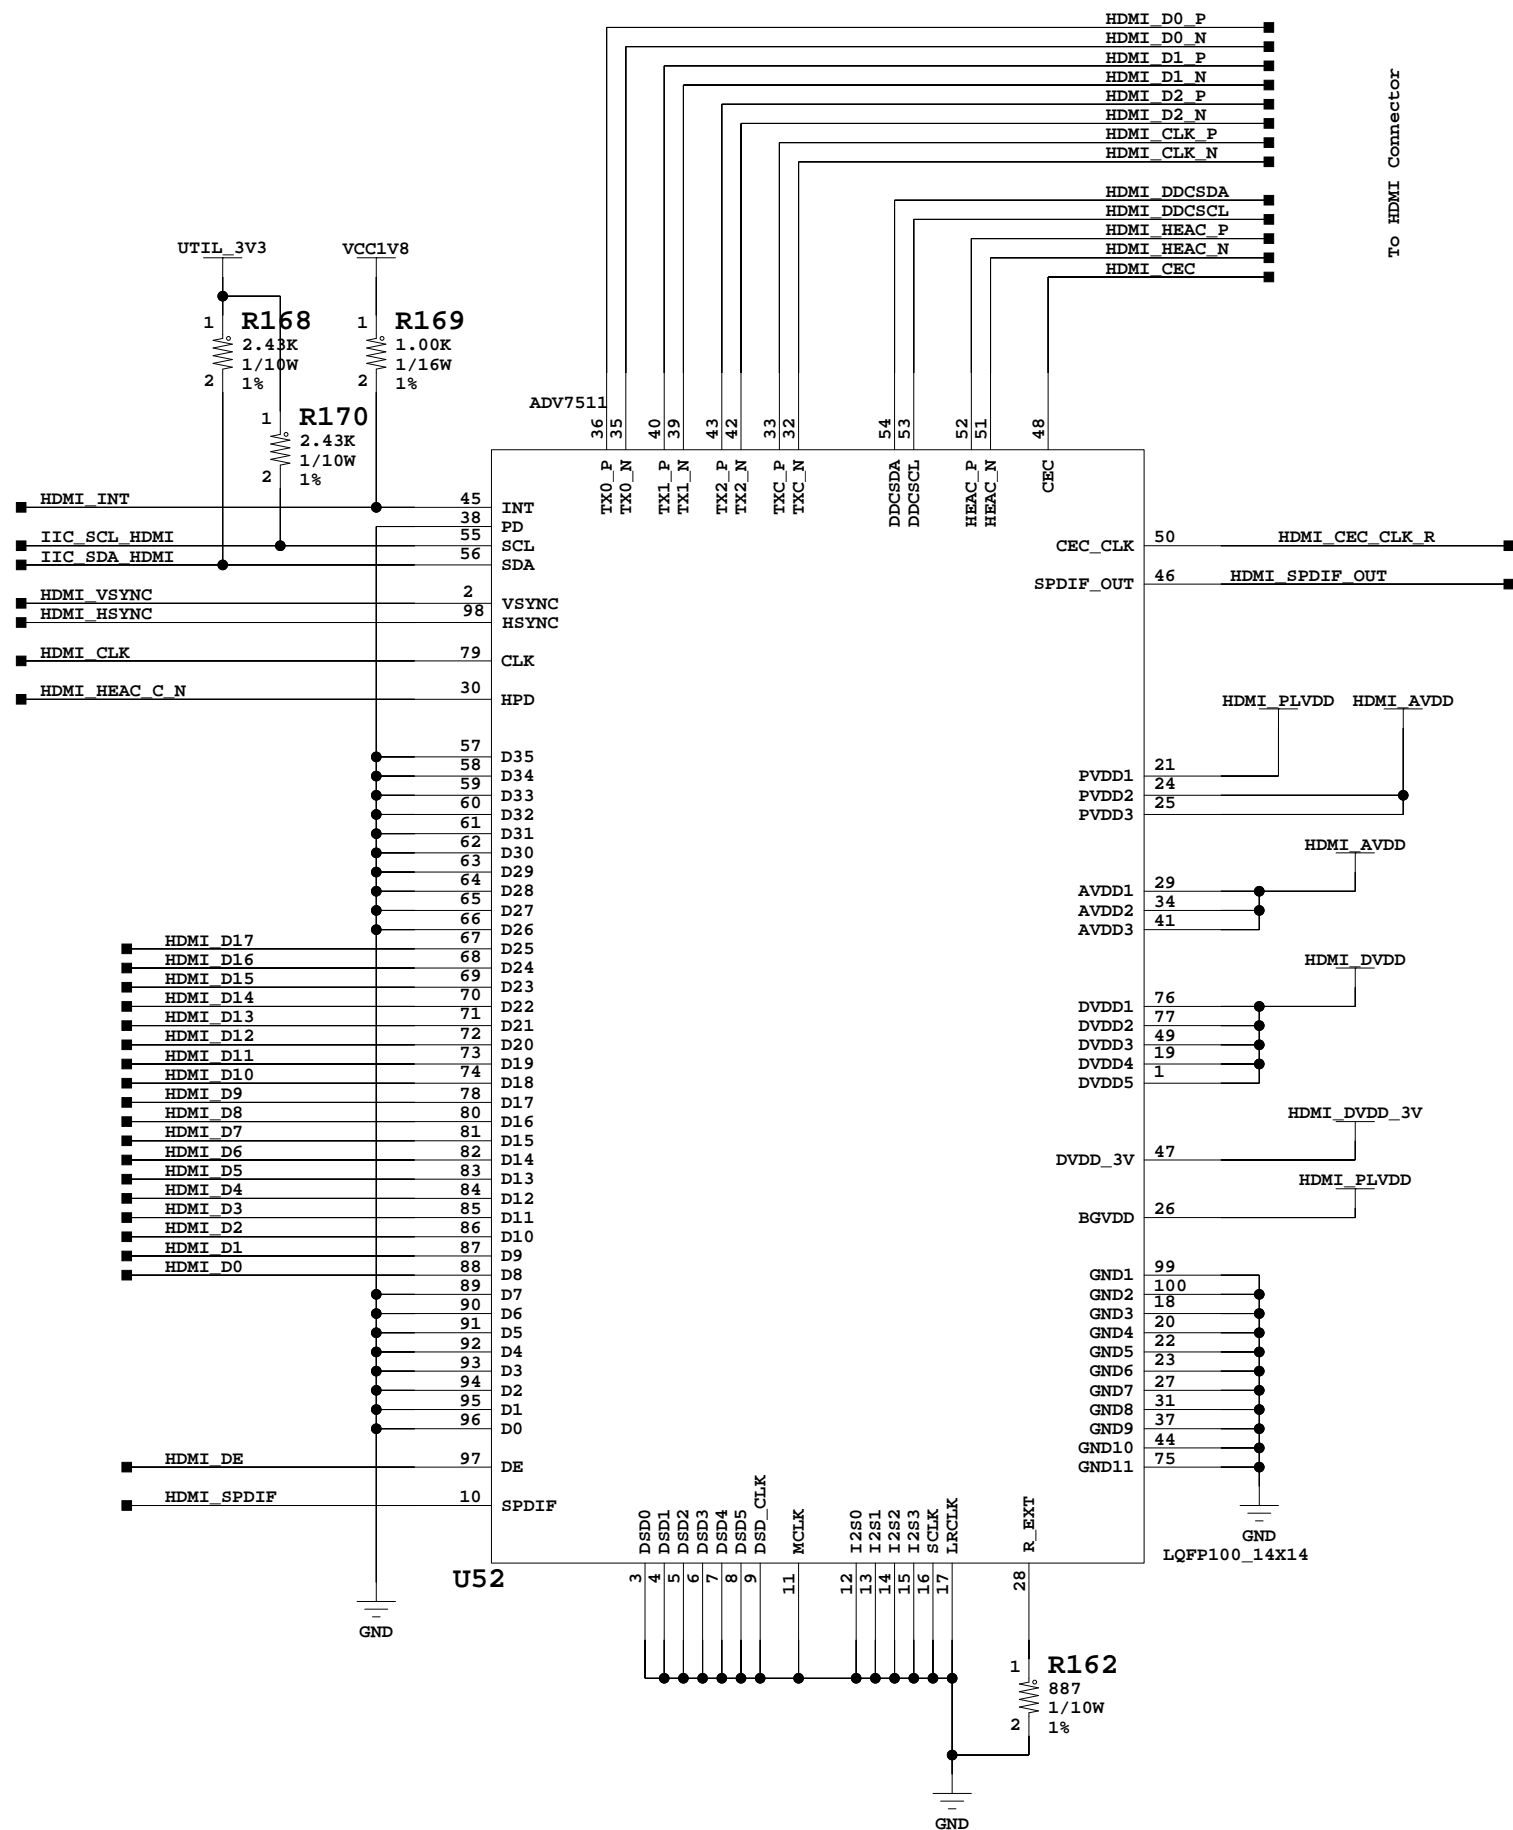 HDMI_D0_P
HDMI_D0_N
HDMI_D1_P
HDMI_D1_N
HDMI_D2_P
HDMI_D2_N
HDMI_CLK_P
HDMI_CLK_N
HDMI_DDCSDA
HDMI_DDCSCL
HDMI_HEAC_P
HDMI_HEAC_N
HDMI_CEC
To HDMI Connector
UTIL_3V3
VCC1V8
1 R168
2.43K
1/10W
2 1%
1 R169
1.00K
1/16W
2 1%
1 R170
2.43K
1/10W
2 1%
ADV7511
36 TX0_P
35 TX0_N
40 TX1_P
39 TX1_N
43 TX2_P
42 TX2_N
33 TXC_P
32 TXC_N
54 DDCSDA
53 DDCSCL
52 HEAC_P
51 HEAC_N
48 CEC
HDMI_INT 45 INT
38 PD
IIC_SCL_HDMI 55 SCL
IIC_SDA_HDMI 56 SDA
HDMI_VSYNC 2 VSYNC
HDMI_HSYNC 98 HSYNC
HDMI_CLK 79 CLK
HDMI_HEAC_C_N 30 HPD
57 D35
58 D34
59 D33
60 D32
61 D31
62 D30
63 D29
64 D28
65 D27
66 D26
HDMI_D17 67 D25
HDMI_D16 68 D24
HDMI_D15 69 D23
HDMI_D14 70 D22
HDMI_D13 71 D21
HDMI_D12 72 D20
HDMI_D11 73 D19
HDMI_D10 74 D18
HDMI_D9 78 D17
HDMI_D8 80 D16
HDMI_D7 81 D15
HDMI_D6 82 D14
HDMI_D5 83 D13
HDMI_D4 84 D12
HDMI_D3 85 D11
HDMI_D2 86 D10
HDMI_D1 87 D9
HDMI_D0 88 D8
89 D7
90 D6
91 D5
92 D4
93 D3
94 D2
95 D1
96 D0
HDMI_DE 97 DE
HDMI_SPDIF 10 SPDIF
CEC_CLK 50 HDMI_CEC_CLK_R
SPDIF_OUT 46 HDMI_SPDIF_OUT
HDMI_PLVDD HDMI_AVDD
PVDD1 21
PVDD2 24
PVDD3 25
HDMI_AVDD
AVDD1 29
AVDD2 34
AVDD3 41
HDMI_DVDD
DVDD1 76
DVDD2 77
DVDD3 49
DVDD4 19
DVDD5 1
HDMI_DVDD_3V
DVDD_3V 47
HDMI_PLVDD
BGVDD 26
GND1 99
GND2 100
GND3 18
GND4 20
GND5 22
GND6 23
GND7 27
GND8 31
GND9 37
GND10 44
GND11 75
GND
LQFP100_14X14
U52
GND
DSD0 3
DSD1 4
DSD2 5
DSD3 6
DSD4 7
DSD5 8
DSD_CLK 9
MCLK 11
I2S0 12
I2S1 13
I2S2 14
I2S3 15
SCLK 16
LRCLK 17
R_EXT 28
1 R162
887
1/10W
2 1%
GND